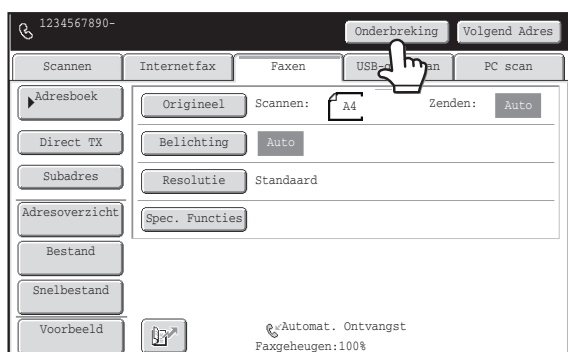 1234567890-
Onderbreking Volgend Adres
Scannen Internetfax Faxen PC scan
Adresboek Origineel Scannen: A4 Zenden: Auto
Direct TX Belichting Auto
Subadres Resolutie Standaard
Adresoverzicht Spec. Functies
Bestand
Snelbestand
Voorbeeld Automat. Ontvangst
Faxgeheugen:100%